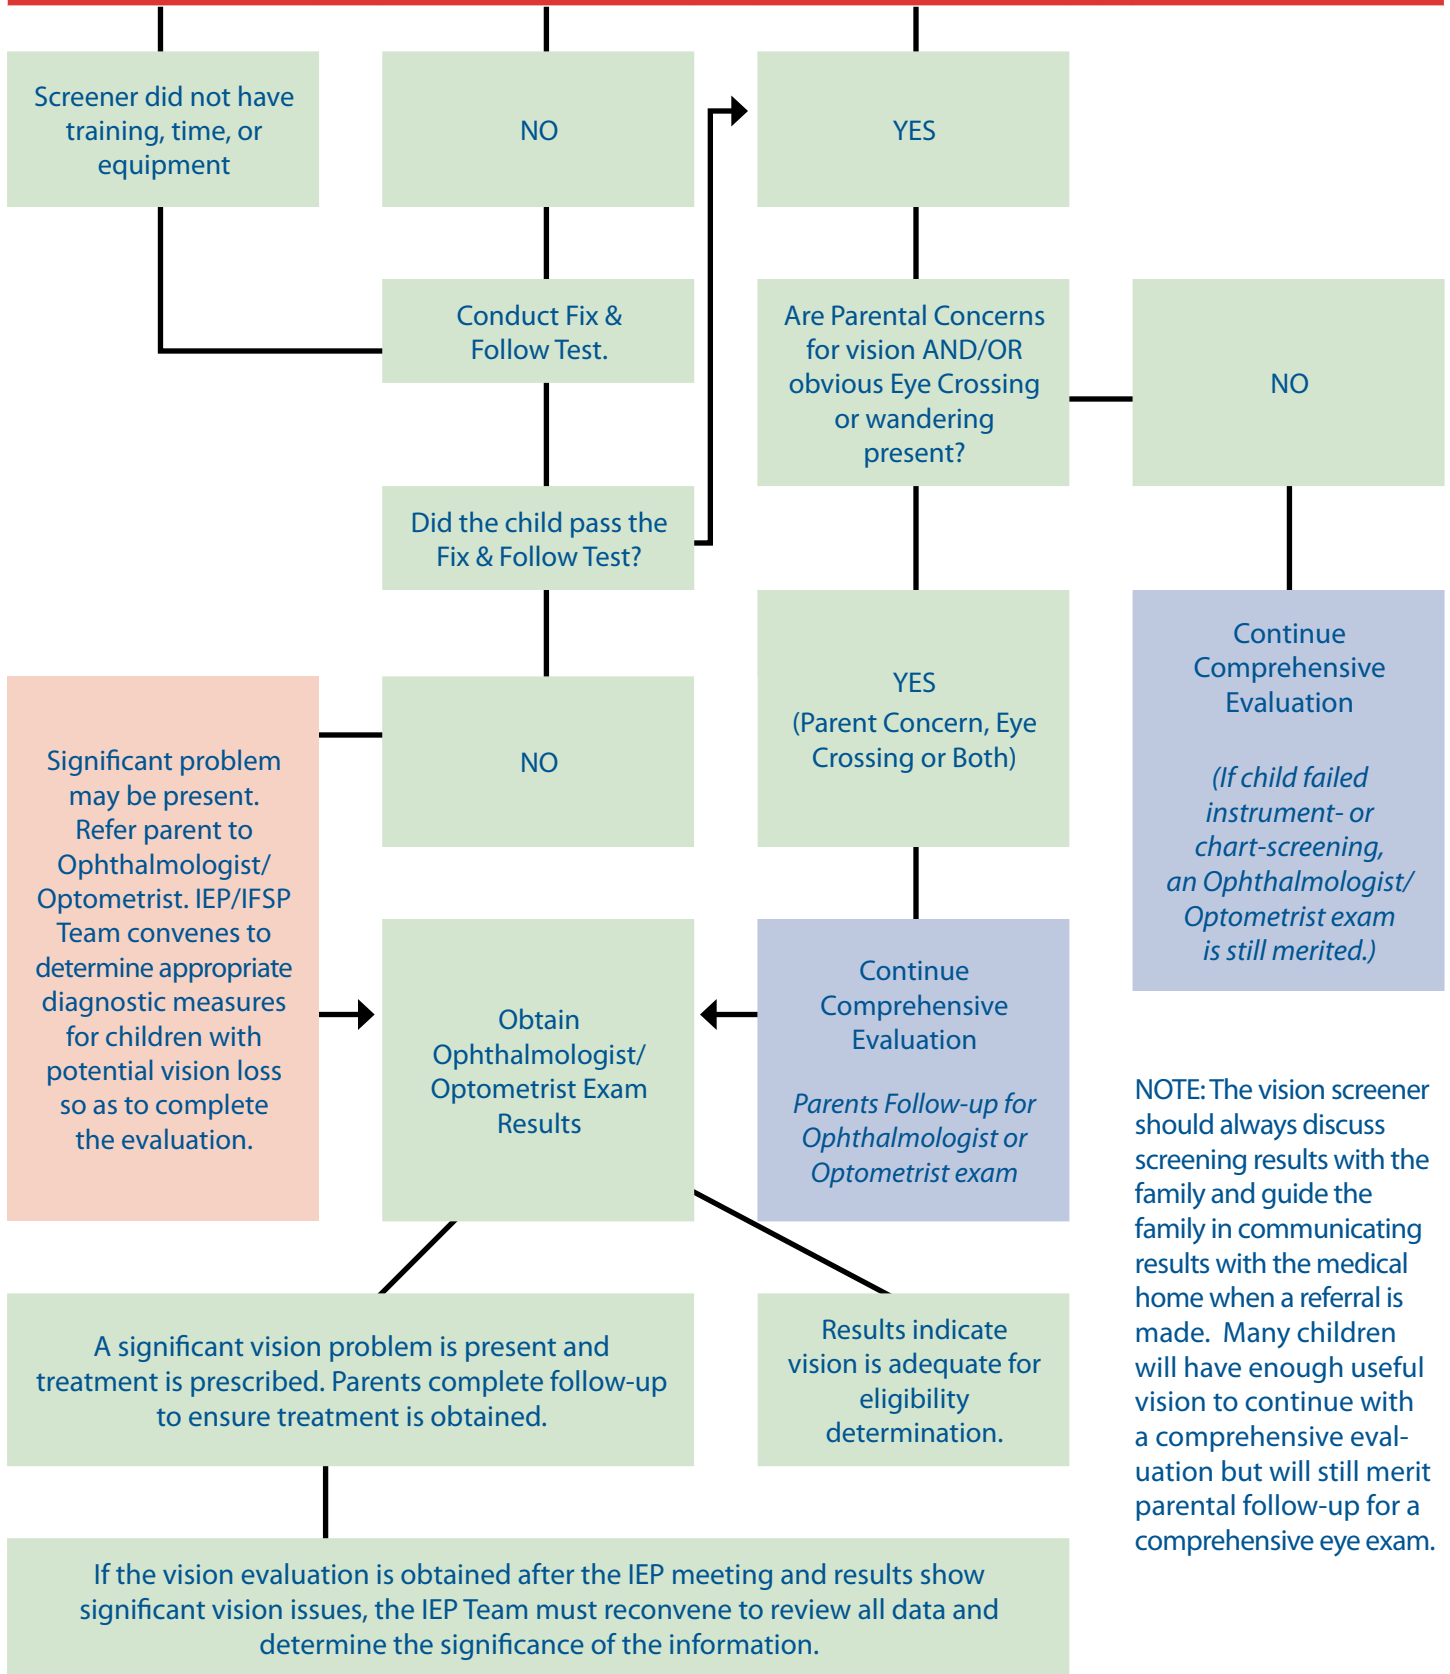 Screener did not have
training, time, or
equipment
NO
YES
Conduct Fix &
Follow Test.
Are Parental Concerns
for vision AND/OR
obvious Eye Crossing
or wandering
present?
NO
Did the child pass the
Fix & Follow Test?
YES
(Parent Concern, Eye
Crossing or Both)
Continue
Comprehensive
Evaluation
(If child failed
instrument- or
chart-screening,
an Ophthalmologist/
Optometrist exam
is still merited.)
NO
Significant problem
may be present.
Refer parent to
Ophthalmologist/
Optometrist. IEP/IFSP
Team convenes to
determine appropriate
diagnostic measures
for children with
potential vision loss
so as to complete
the evaluation.
Obtain
Ophthalmologist/
Optometrist Exam
Results
Continue
Comprehensive
Evaluation
Parents Follow-up for
Ophthalmologist or
Optometrist exam
NOTE: The vision screener
should always discuss
screening results with the
family and guide the
family in communicating
results with the medical
home when a referral is
made.  Many children
will have enough useful
vision to continue with
a comprehensive eval-
uation but will still merit
parental follow-up for a
comprehensive eye exam.
A significant vision problem is present and
treatment is prescribed. Parents complete follow-up
to ensure treatment is obtained.
Results indicate
vision is adequate for
eligibility
determination.
If the vision evaluation is obtained after the IEP meeting and results show
significant vision issues, the IEP Team must reconvene to review all data and
determine the significance of the information.